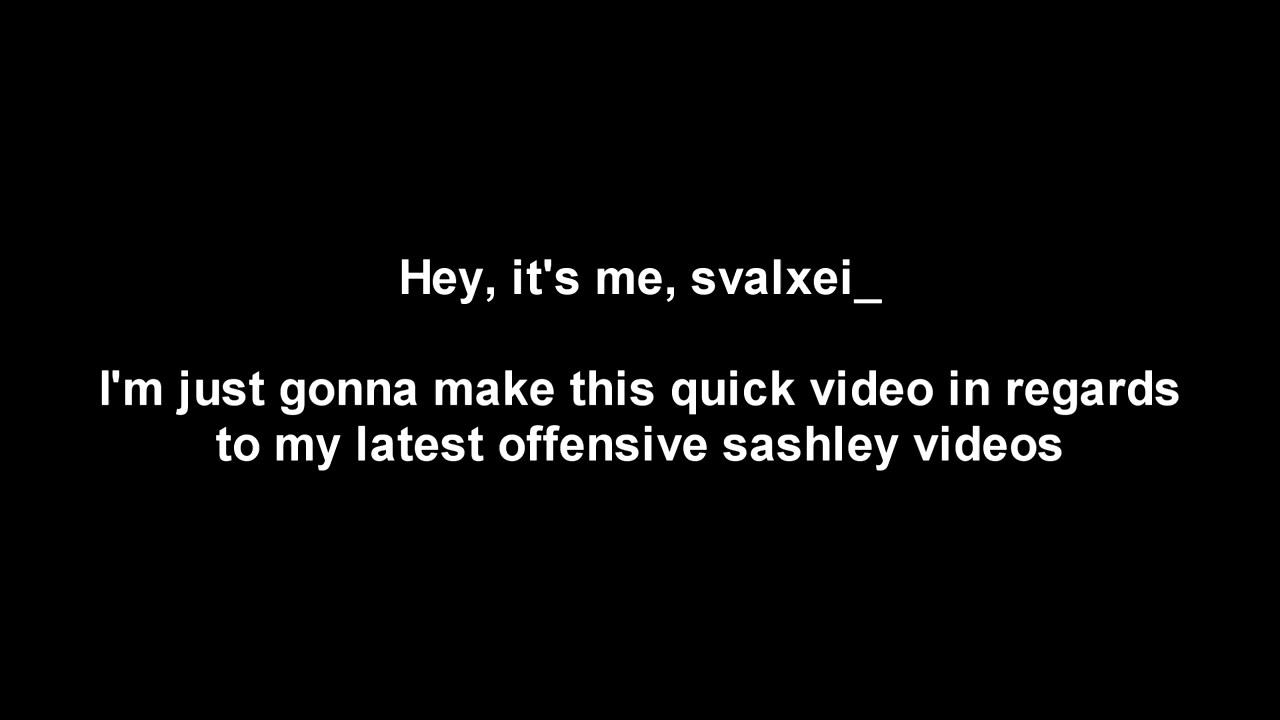 Hey, it's me, svalxei_
I'm just gonna make this quick video in regards
to my latest offensive sashley videos